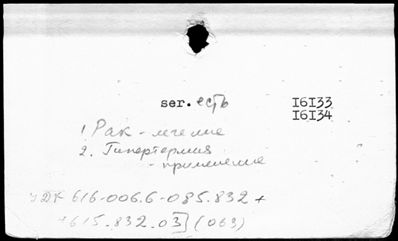 ser. есть I6I33
I6I34
1 Рак - лечение
2. Гипертермия
- применение
УДК 616-006.6-085.832 +
+615.832.03] (063)